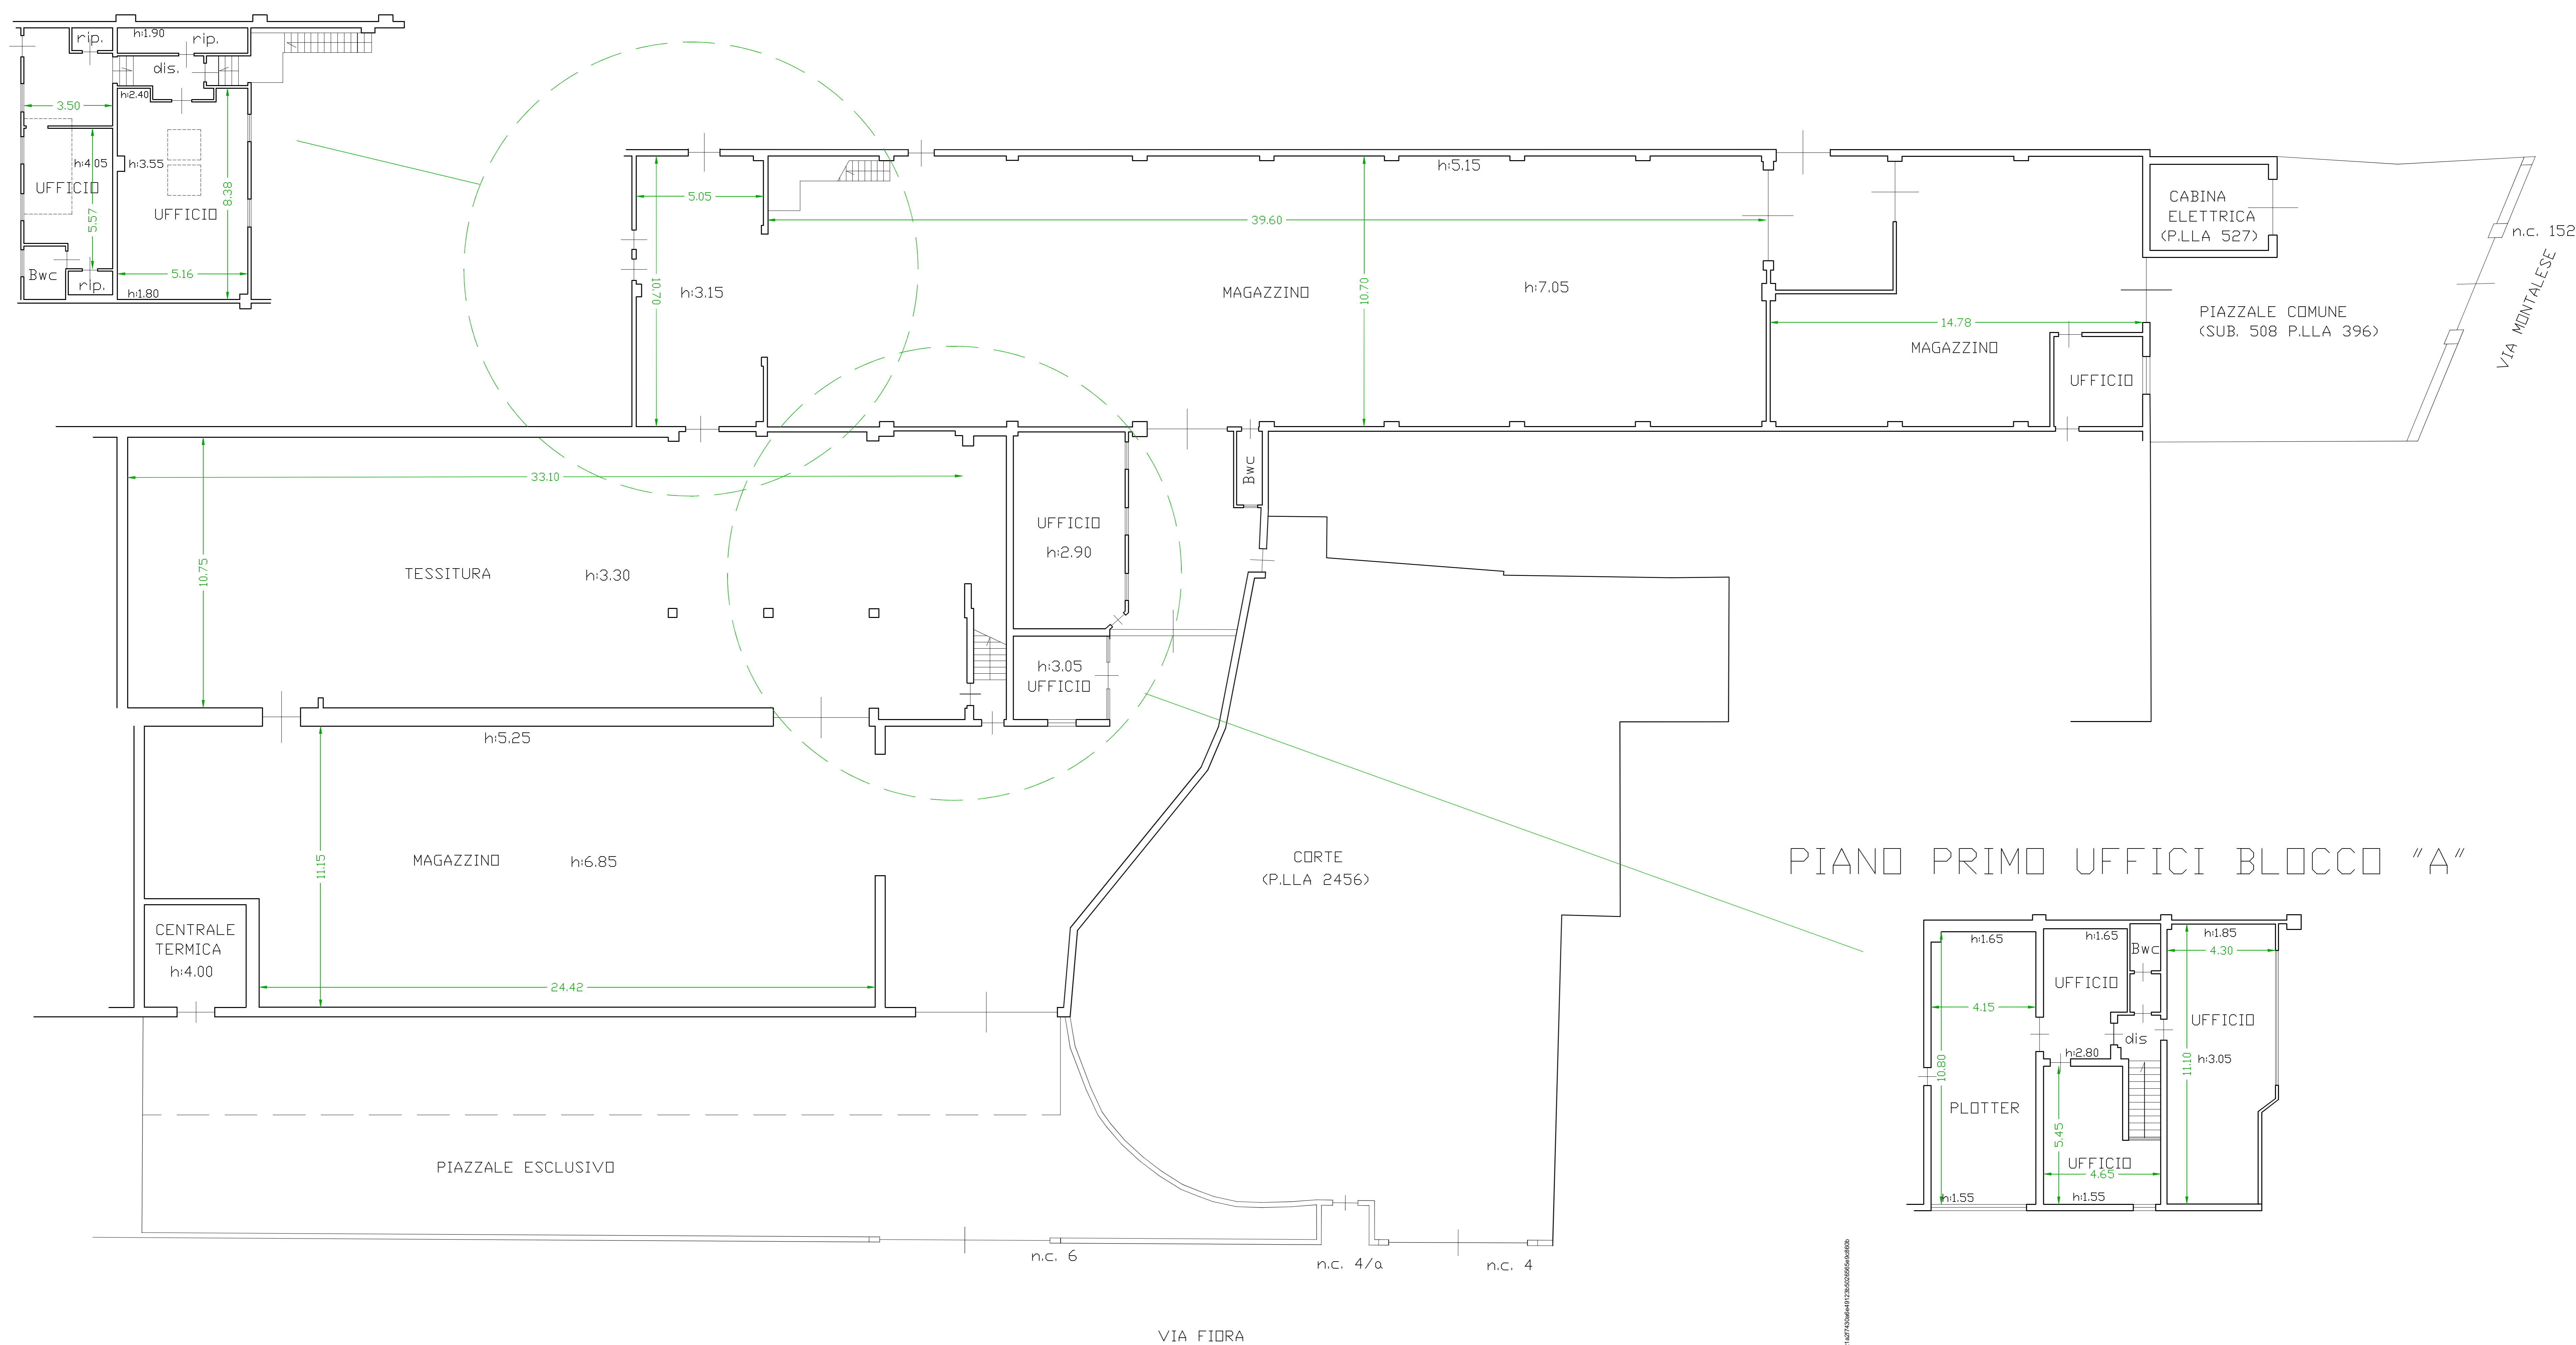 rip.
h:1.90
rip.
dis.
h:2.40
3.50
h:4.05
h:3.55
UFFICIO
8.38
UFFICIO
5.57
Bwc
rip.
5.16
h:1.80
5.05
10.70
h:3.15
39.60
h:5.15
MAGAZZINO
10.70
h:7.05
14.78
MAGAZZINO
UFFICIO
CABINA
ELETTRICA
(P.LLA 527)
n.c. 152
VIA MONTALESE
PIAZZALE COMUNE
(SUB. 508 P.LLA 396)
33.10
10.75
TESSITURA
h:3.30
UFFICIO
h:2.90
Bwc
h:3.05
UFFICIO
h:5.25
11.15
MAGAZZINO
h:6.85
CENTRALE
TERMICA
h:4.00
24.42
CORTE
(P.LLA 2456)
PIAZZALE ESCLUSIVO
n.c. 6
n.c. 4/a
n.c. 4
VIA FIORA
PIANO PRIMO UFFICI BLOCCO "A"
h:1.65
h:1.65
Bwc
h:1.85
4.30
4.15
UFFICIO
UFFICIO
dis
h:2.80
h:3.05
10.80
11.10
PLOTTER
5.45
UFFICIO
4.65
h:1.55
h:1.55